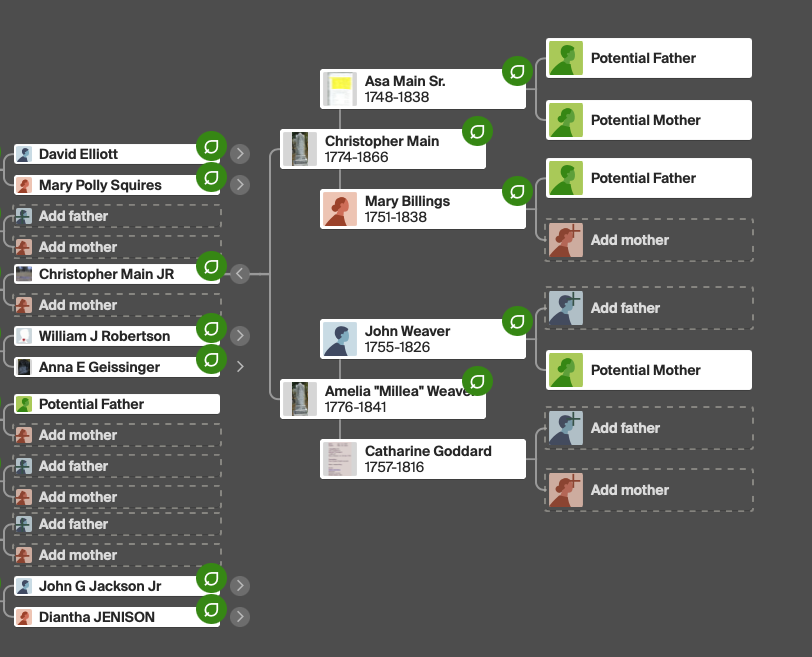 David Elliott
Mary Polly Squires
Add father
Add mother
Christopher Main JR
Add mother
William J Robertson
Anna E Geissinger
Potential Father
Add mother
Add father
Add mother
Add father
Add mother
John G Jackson Jr
Diantha JENISON
Asa Main Sr.
1748-1838
Christopher Main
1774-1866
Mary Billings
1751-1838
John Weaver
1755-1826
Amelia "Millea" Weaver
1776-1841
Catharine Goddard
1757-1816
Potential Father
Potential Mother
Potential Father
Add mother
Add father
Potential Mother
Add father
Add mother